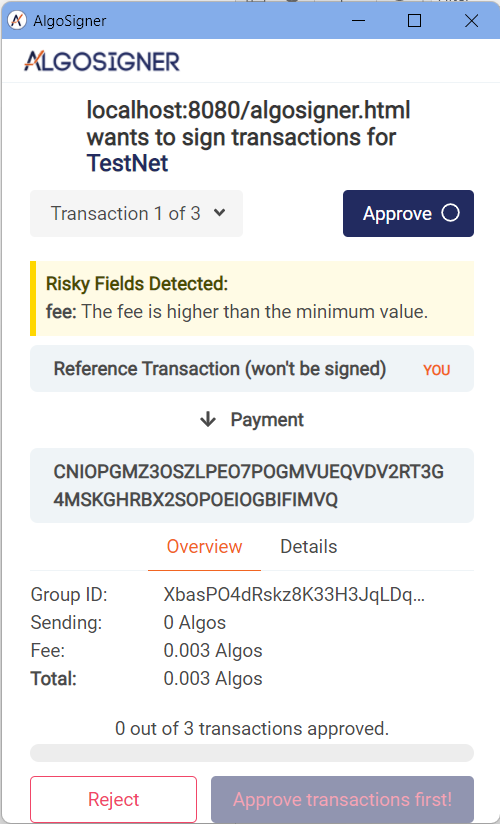 AlgoSigner
ALGOSIGNER
localhost:8080/algosigner.html
wants to sign transactions for
TestNet
Transaction 1 of 3
Approve
Risky Fields Detected:
fee: The fee is higher than the minimum value.
Reference Transaction (won't be signed) YOU
Payment
CNIOPGMZ3OSZLPEO7POGMVUEQVDV2RT3G
4MSKGHRBX2SOPOEIOGBIFIMVQ
Overview Details
Group ID: XbasPO4dRskz8K33H3JqLDq...
Sending: 0 Algos
Fee: 0.003 Algos
Total: 0.003 Algos
0 out of 3 transactions approved.
Reject Approve transactions first!